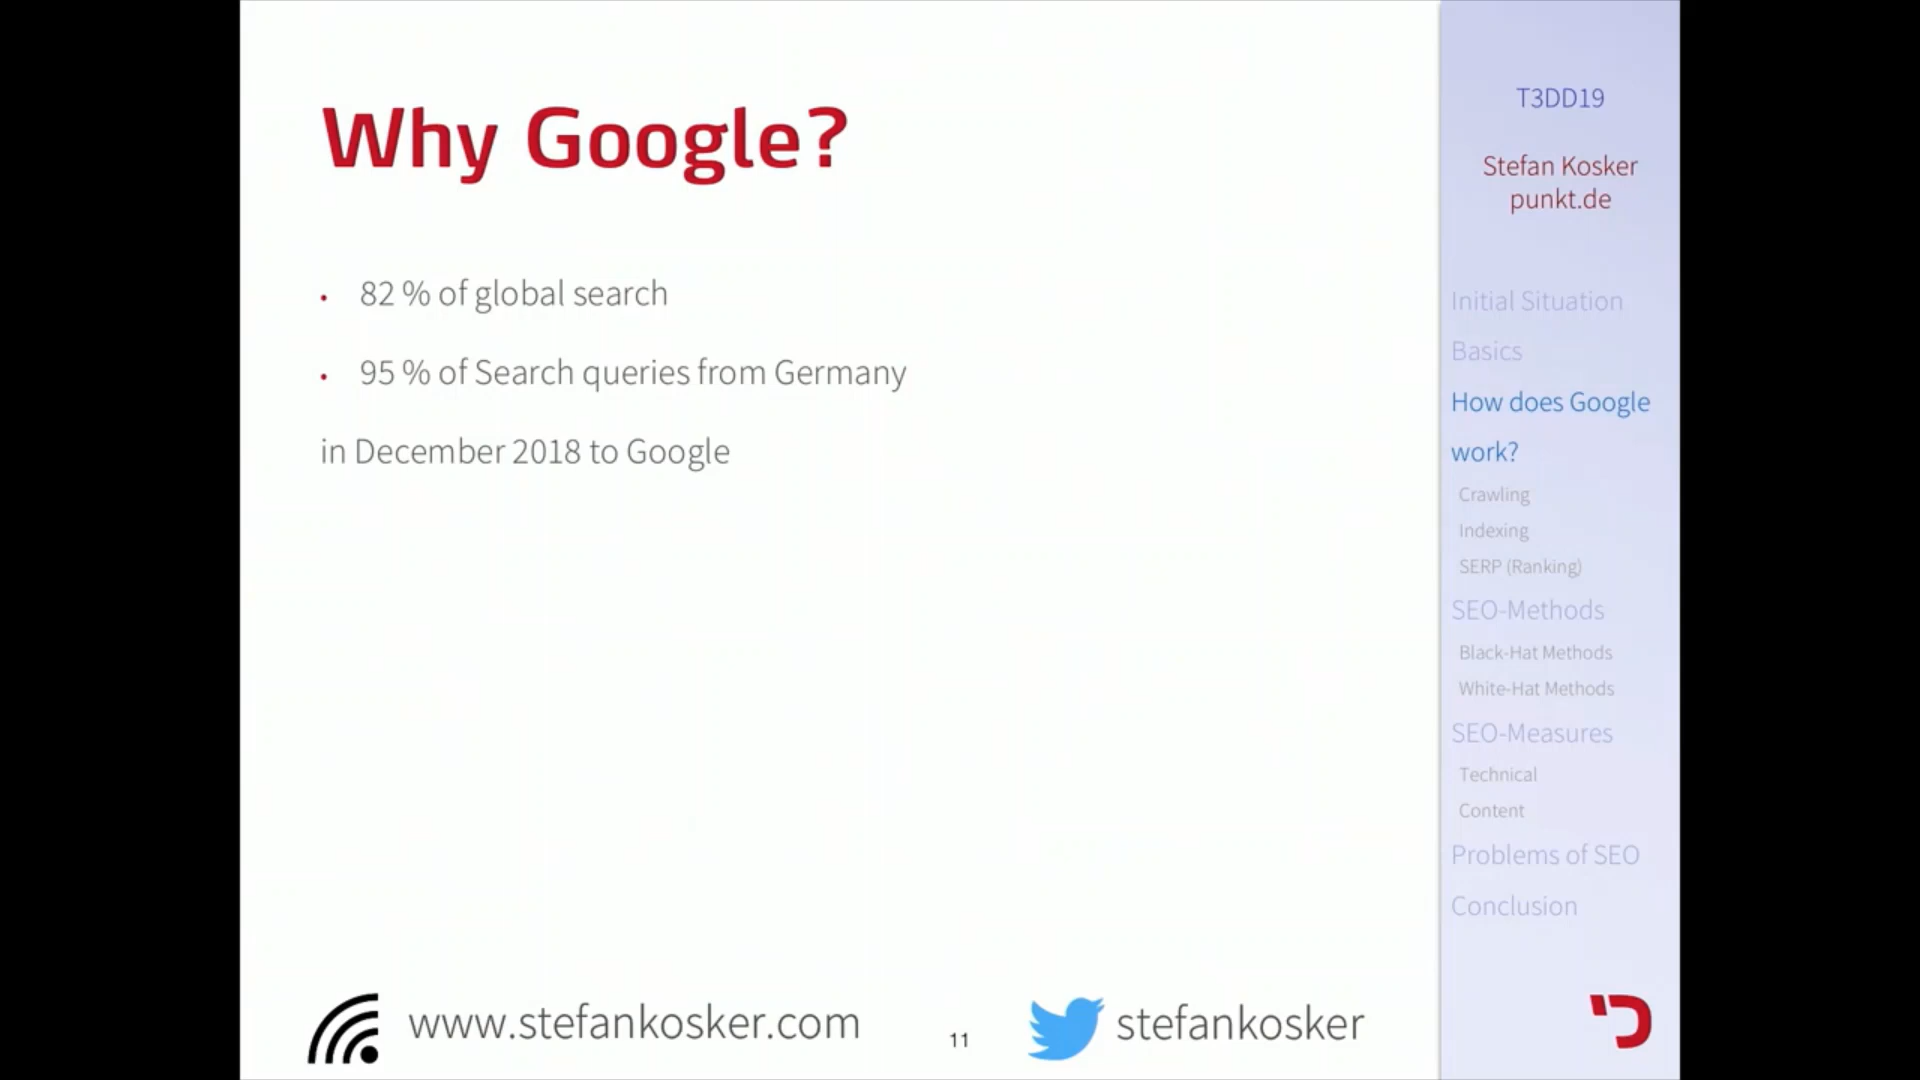 Why Google?
• 82 % of global search
• 95 % of Search queries from Germany
in December 2018 to Google
www.stefankosker.com
11
stefankosker
T3DD19
Stefan Kosker
punkt.de
Initial Situation
Basics
How does Google
work?
Crawling
Indexing
SERP (Ranking)
SEO-Methods
Black-Hat Methods
White-Hat Methods
SEO-Measures
Technical
Content
Problems of SEO
Conclusion